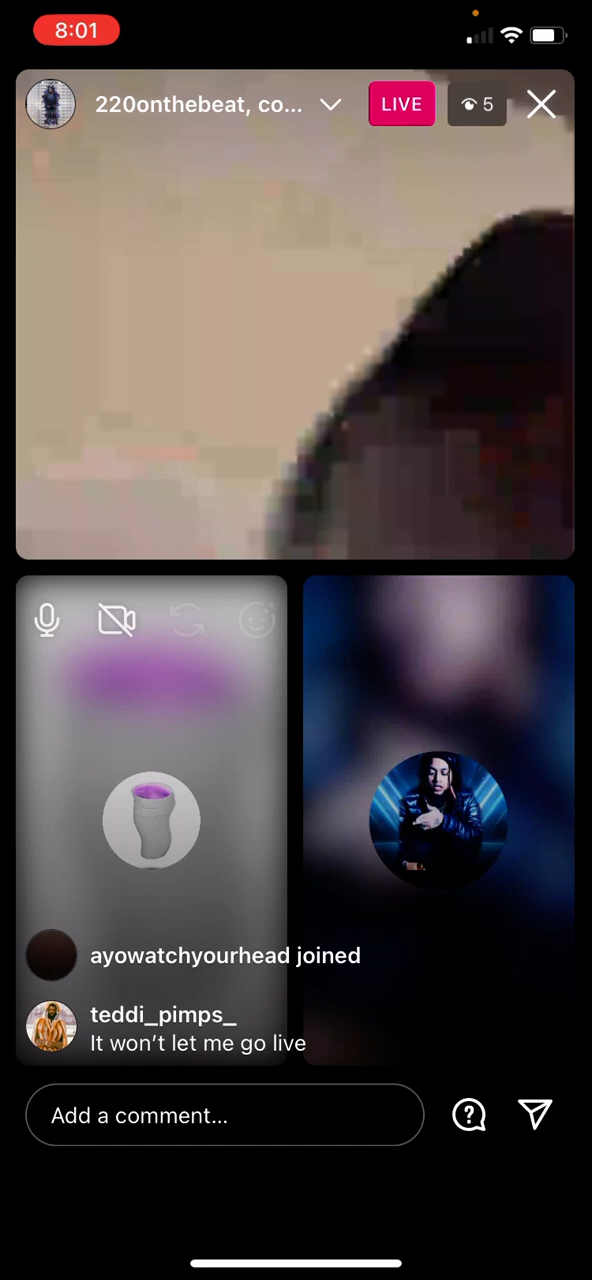 8:01
220onthebeat, co...
LIVE
5
ayowatchyourhead joined
teddi_pimps_
It won’t let me go live
Add a comment...